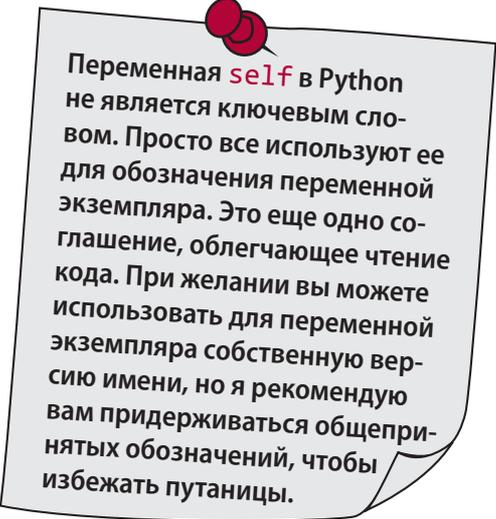 Переменная self в Python
не является ключевым сло-
вом. Просто все используют ее
для обозначения переменной
экземпляра. Это еще одно со-
глашение, облегчающее чтение
кода. При желании вы можете
использовать для переменной
экземпляра собственную вер-
сию имени, но я рекомендую
вам придерживаться общепри-
нятых обозначений, чтобы
избежать путаницы.